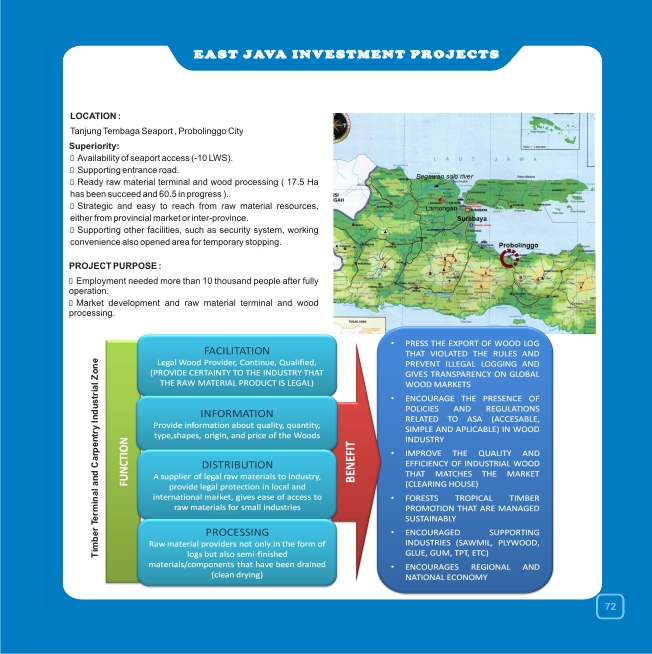 EAST JAVA INVESTMENT PROJECTS
LOCATION :
Tanjung Tembaga Seaport , Probolinggo City
Superiority:
▯ Availability of seaport access (-10 LWS).
▯ Supporting entrance road.
▯ Ready raw material terminal and wood processing ( 17.5 Ha
has been succeed and 60.5 in progress ).
▯ Strategic and easy to reach from raw material resources,
either from provincial market or inter-province.
▯ Supporting other facilities, such as security system, working
convenience also opened area for temporary stopping.
PROJECT PURPOSE :
▯ Employment needed more than 10 thousand people after fully
operation.
▯ Market development and raw material terminal and wood
processing.
LAUT JAWA
Begawan solo river
Lamongan
Surabaya
Probolinggo
Timber Terminal and Carpentry Industrial Zone
FUNCTION
FACILITATION
Legal Wood Provider, Continue, Qualified,
(PROVIDE CERTAINTY TO THE INDUSTRY THAT
THE RAW MATERIAL PRODUCT IS LEGAL)
INFORMATION
Provide information about quality, quantity,
type,shapes, origin, and price of the Woods
DISTRIBUTION
A supplier of legal raw materials to industry,
provide legal protection in local and
international market, gives ease of access to
raw materials for small industries
PROCESSING
Raw material providers not only in the form of
logs but also semi-finished
materials/components that have been drained
(clean drying)
BENEFIT
• PRESS THE EXPORT OF WOOD LOG
THAT VIOLATED THE RULES AND
PREVENT ILLEGAL LOGGING AND
GIVES TRANSPARENCY ON GLOBAL
WOOD MARKETS
• ENCOURAGE THE PRESENCE OF
POLICIES AND REGULATIONS
RELATED TO ASA (ACCESABLE,
SIMPLE AND APLICABLE) IN WOOD
INDUSTRY
• IMPROVE THE QUALITY AND
EFFICIENCY OF INDUSTRIAL WOOD
THAT MATCHES THE MARKET
(CLEARING HOUSE)
• FORESTS TROPICAL TIMBER
PROMOTION THAT ARE MANAGED
SUSTAINABLY
• ENCOURAGED SUPPORTING
INDUSTRIES (SAWMIL, PLYWOOD,
GLUE, GUM, TPT, ETC)
• ENCOURAGES REGIONAL AND
NATIONAL ECONOMY
72